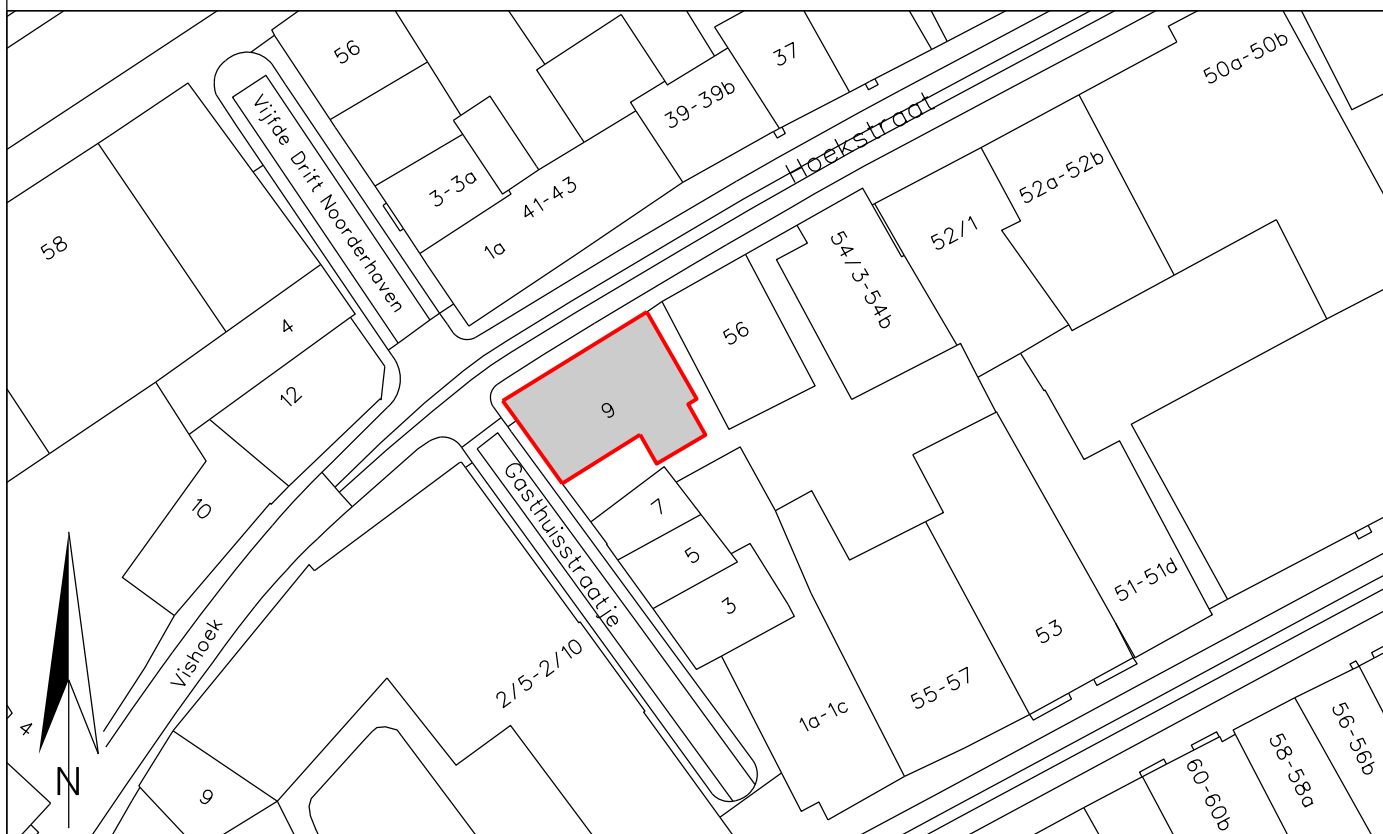 56
37
50a-50b
39-39b
Hoekstraat
Vijfde Drift Noorderhaven
3-3a
41-43
52a-52b
52/1
58
1a
54/3-54b
4
56
12
9
10
7
Gasthuisstraatje
5
51-51d
3
53
Vishoek
2/5-2/10
55-57
1a-1c
4
56-56b
58-58a
60-60b
N
9